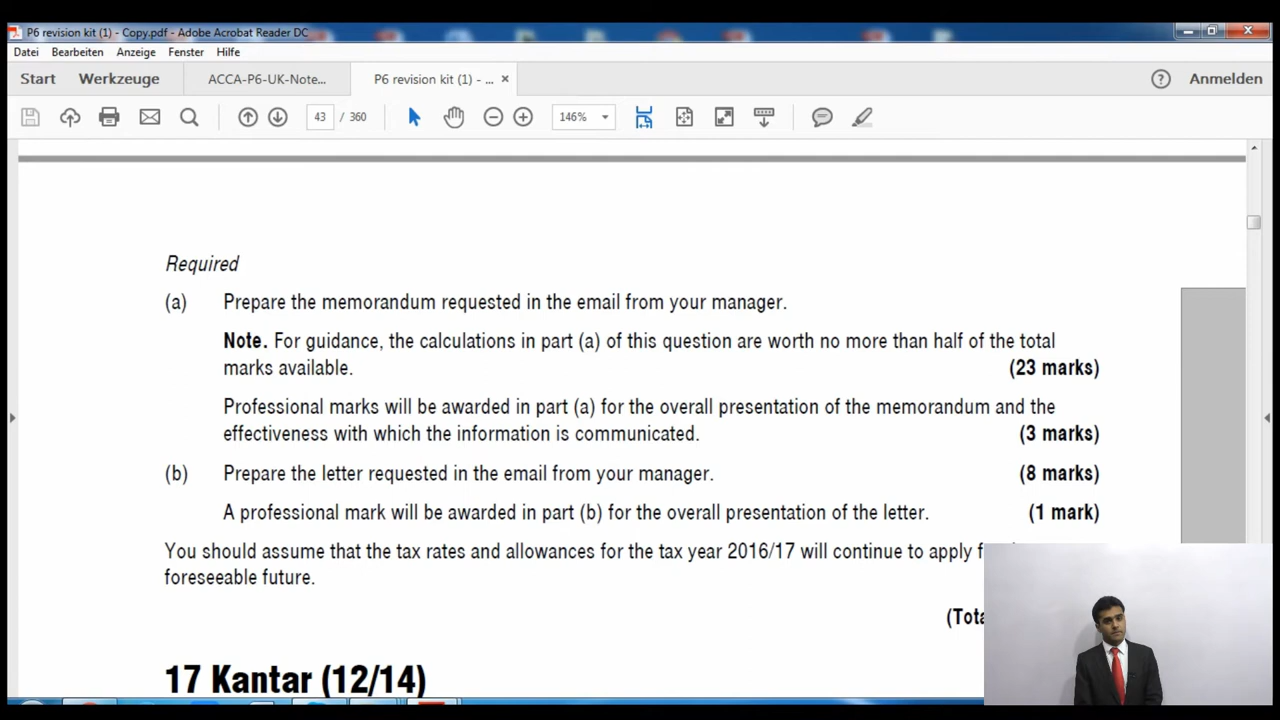 P6 revision kit (1) - Copy.pdf - Adobe Acrobat Reader DC
Datei Bearbeiten Anzeige Fenster Hilfe
Start Werkzeuge ACCA-P6-UK-Note... P6 revision kit (1) - ... × ? Anmelden
43 / 360 146%
Required
(a) Prepare the memorandum requested in the email from your manager.
Note. For guidance, the calculations in part (a) of this question are worth no more than half of the total
marks available. (23 marks)
Professional marks will be awarded in part (a) for the overall presentation of the memorandum and the
effectiveness with which the information is communicated. (3 marks)
(b) Prepare the letter requested in the email from your manager. (8 marks)
A professional mark will be awarded in part (b) for the overall presentation of the letter. (1 mark)
You should assume that the tax rates and allowances for the tax year 2016/17 will continue to apply
foreseeable future.
17 Kantar (12/14)